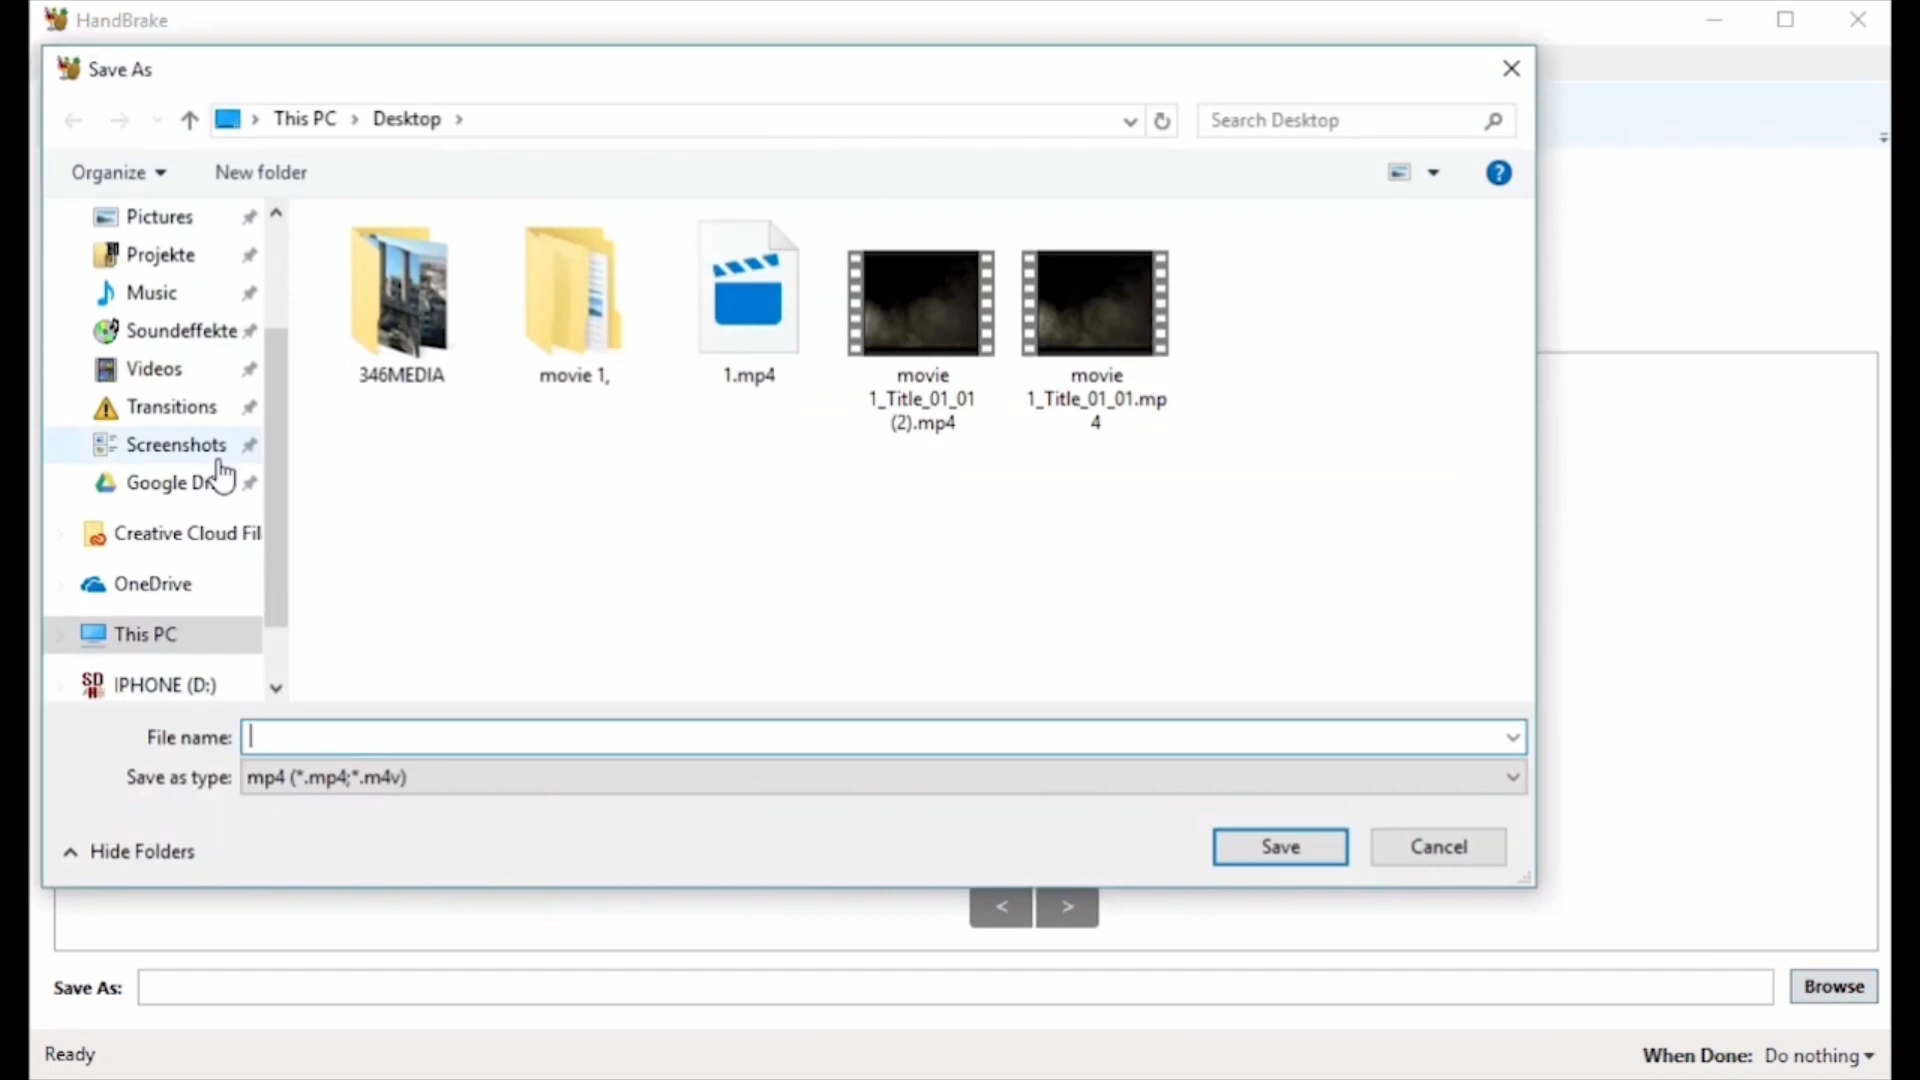 HandBrake
Save As
This PC
Desktop
Search Desktop
Organize
New folder
Pictures
Projekte
Music
Soundeffekte
Videos
Transitions
Screenshots
Google Dr
Creative Cloud Fil
OneDrive
This PC
IPHONE (D:)
346MEDIA
movie 1,
1.mp4
movie
1_Title_01_01
(2).mp4
movie
1_Title_01_01.mp
4
File name:
Save as type: mp4 (*.mp4;*.m4v)
Hide Folders
Save
Cancel
< >
Save As:
Browse
Ready
When Done: Do nothing